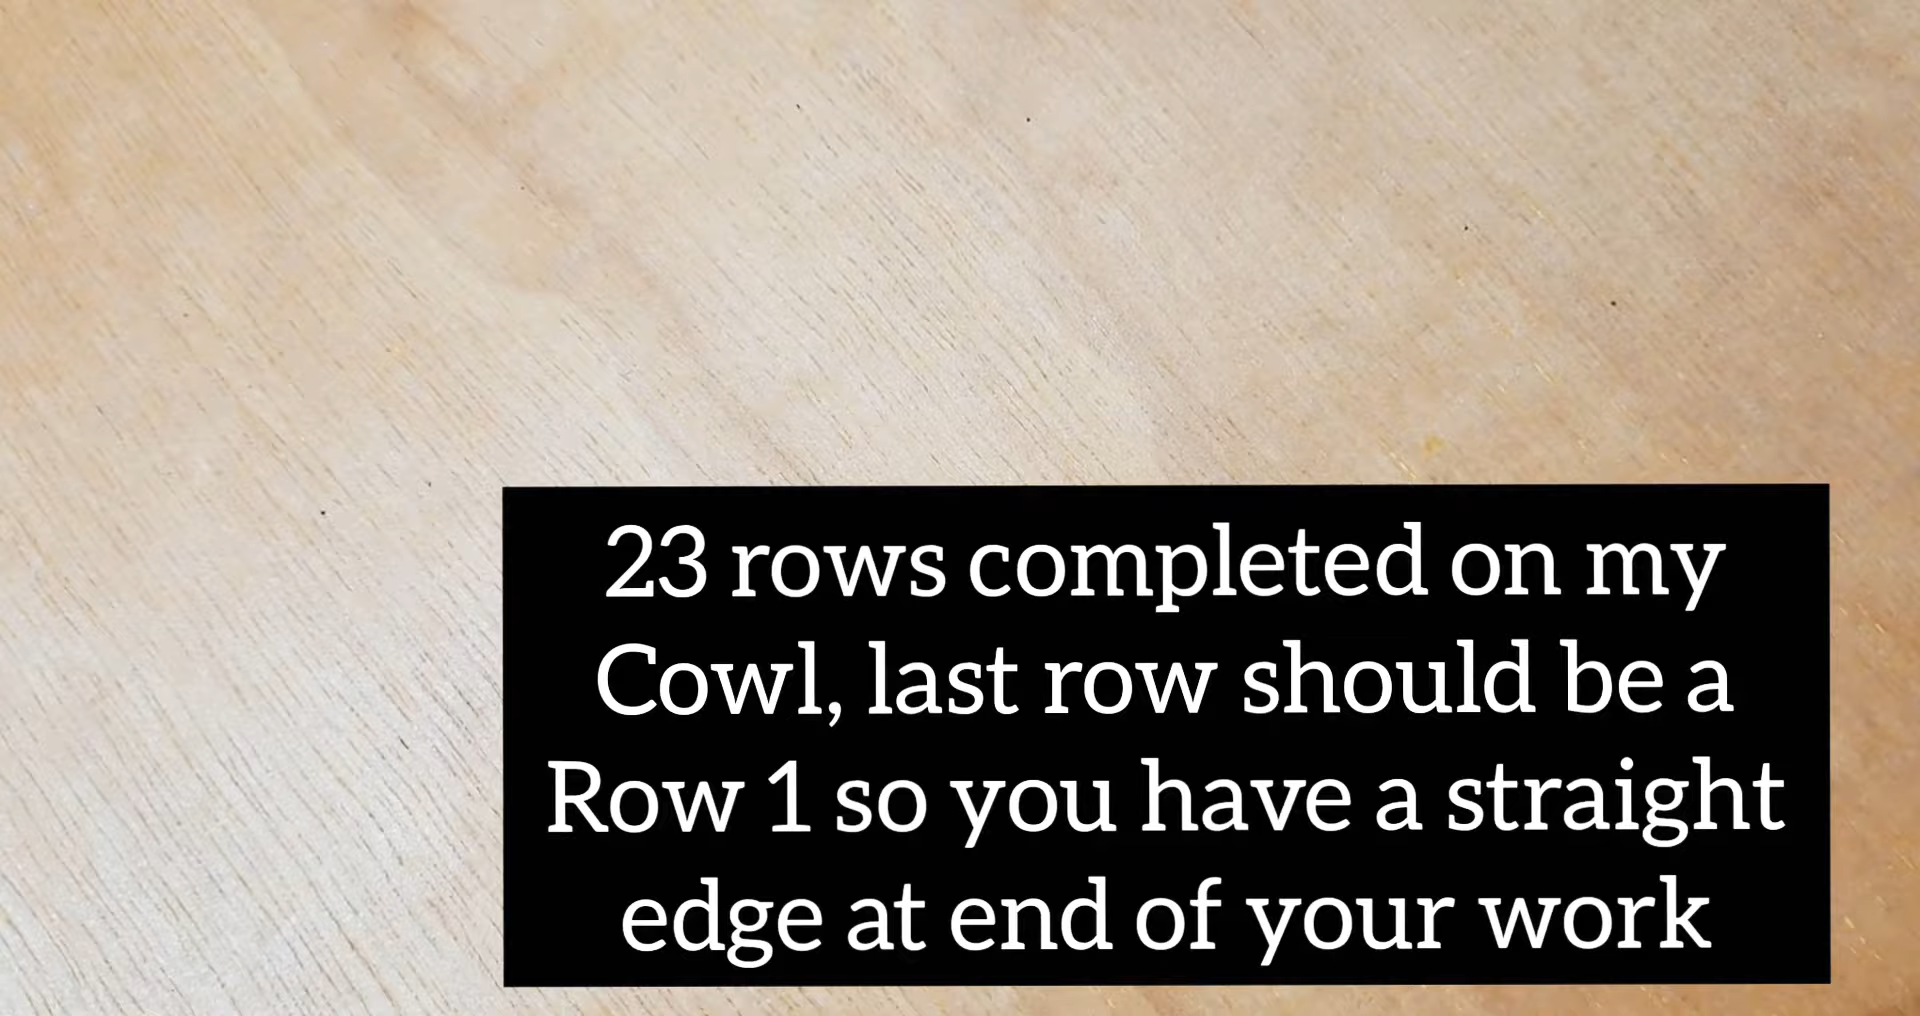 23 rows completed on my
Cowl, last row should be a
Row 1 so you have a straight
edge at end of your work